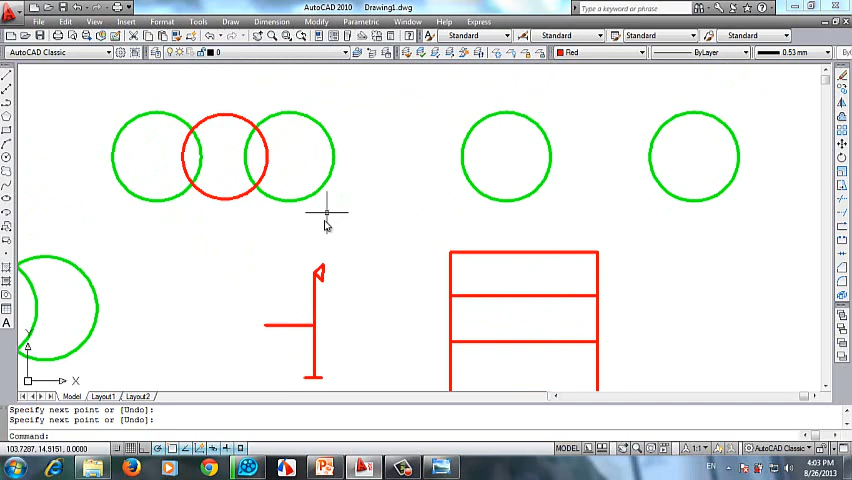 AutoCAD 2010 Drawing1.dwg
Type a keyword or phrase
Edit View Insert Format Tools Draw Dimension Modify Parametric Window Help Express
Standard Standard Standard Standard
AutoCAD Classic 0 Red ByLayer 0.53 mm
Y
X
A
Model Layout1 Layout2
Specify next point or [Undo]:
Specify next point or [Undo]:
Command:
103.7287, 14.9151, 0.0000 MODEL 1:1 AutoCAD Classic
EN 4:03 PM
8/26/2013